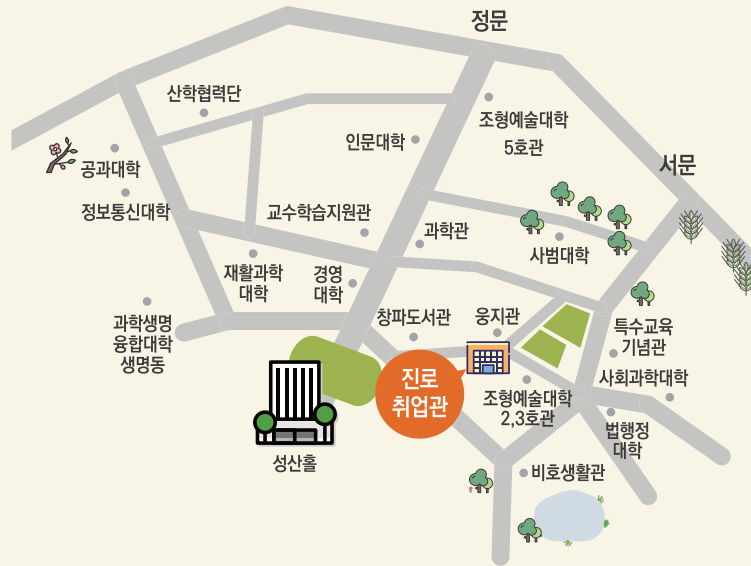 정문
산학협력단
조형예술대학
5호관
인문대학
서문
공과대학
정보통신대학
교수학습지원관
과학관
사범대학
재활과학
대학
경영
대학
과학생명
융합대학
생명동
창파도서관
웅지관
특수교육
기념관
진로
취업관
사회과학대학
조형예술대학
2,3호관
법행정
대학
성산홀
비호생활관